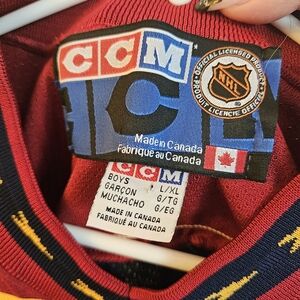 CCM
OFFICIAL LICENSED PRODUCT
NHL
PRODUIT LICENCIÉ OFFICIEL
C
Made in Canada
Fabriqué au Canada
CCM
BOYS L/XL
GARÇON G/TG
MUCHACHO G/EG
MADE IN CANADA
FABRIQUÉ AU CANADA